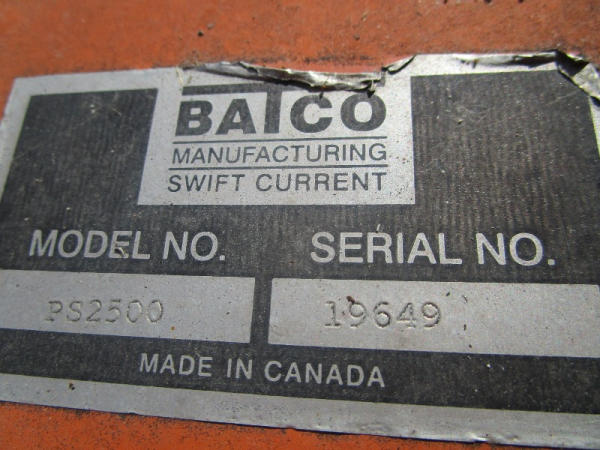 BATCO
MANUFACTURING
SWIFT CURRENT
MODEL NO. SERIAL NO.
PS2500 19649
MADE IN CANADA